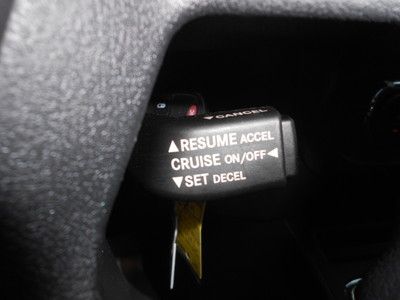 ▼CANCEL
▲RESUME ACCEL
CRUISE ON/OFF◄
▼SET DECEL